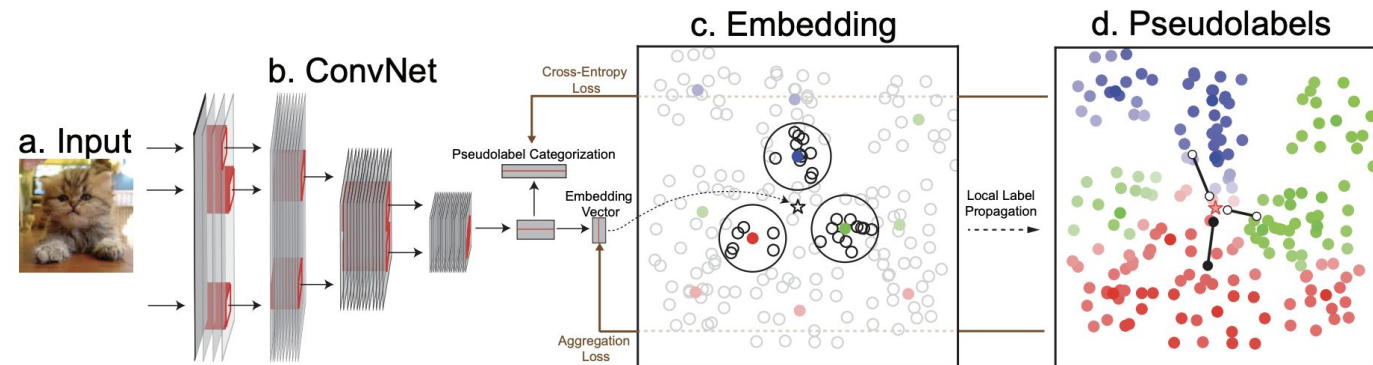 a. Input
b. ConvNet
c. Embedding
d. Pseudolabels
Cross-Entropy
Loss
Pseudolabel Categorization
Embedding
Vector
Aggregation
Loss
Local Label
Propagation